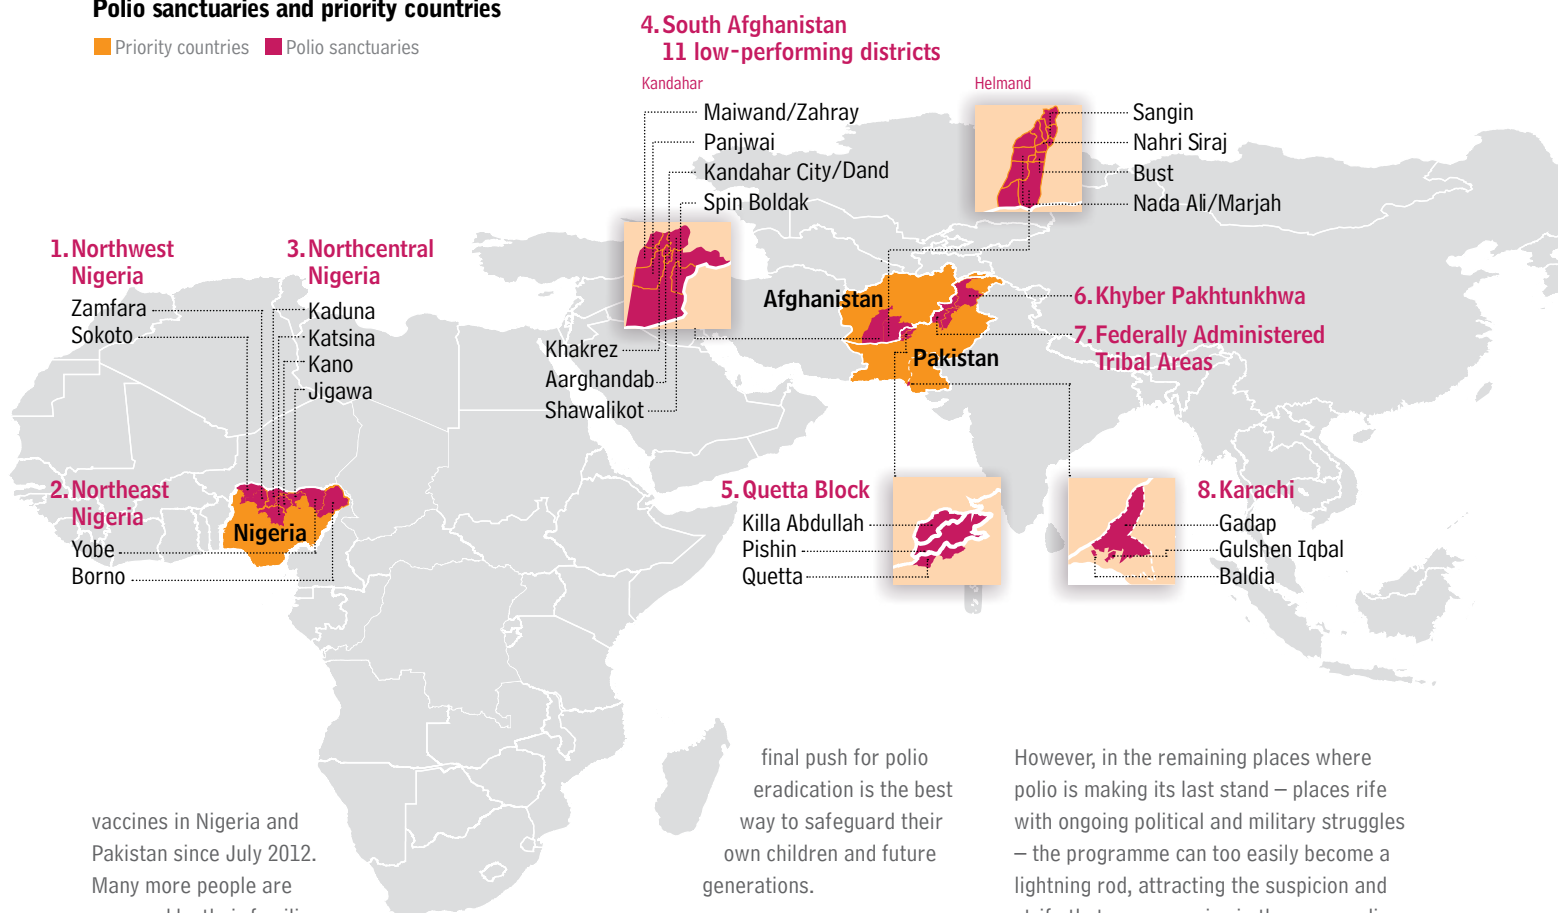 Polio sanctuaries and priority countries
Priority countries Polio sanctuaries
4. South Afghanistan
11 low-performing districts
Kandahar
Maiwand/Zahray
Panjwai
Kandahar City/Dand
Spin Boldak
Khakrez
Aarghandab
Shawalikot
Helmand
Sangin
Nahri Siraj
Bust
Nada Ali/Marjah
1. Northwest
Nigeria
Zamfara
Sokoto
3. Northcentral
Nigeria
Kaduna
Katsina
Kano
Jigawa
2. Northeast
Nigeria
Yobe
Borno
Nigeria
Afghanistan
Pakistan
6. Khyber Pakhtunkhwa
7. Federally Administered
Tribal Areas
5. Quetta Block
Killa Abdullah
Pishin
Quetta
8. Karachi
Gadap
Gulshen Iqbal
Baldia
vaccines in Nigeria and
Pakistan since July 2012.
Many more people are
final push for polio
eradication is the best
way to safeguard their
own children and future
generations.
However, in the remaining places where
polio is making its last stand – places rife
with ongoing political and military struggles
– the programme can too easily become a
lightning rod, attracting the suspicion and